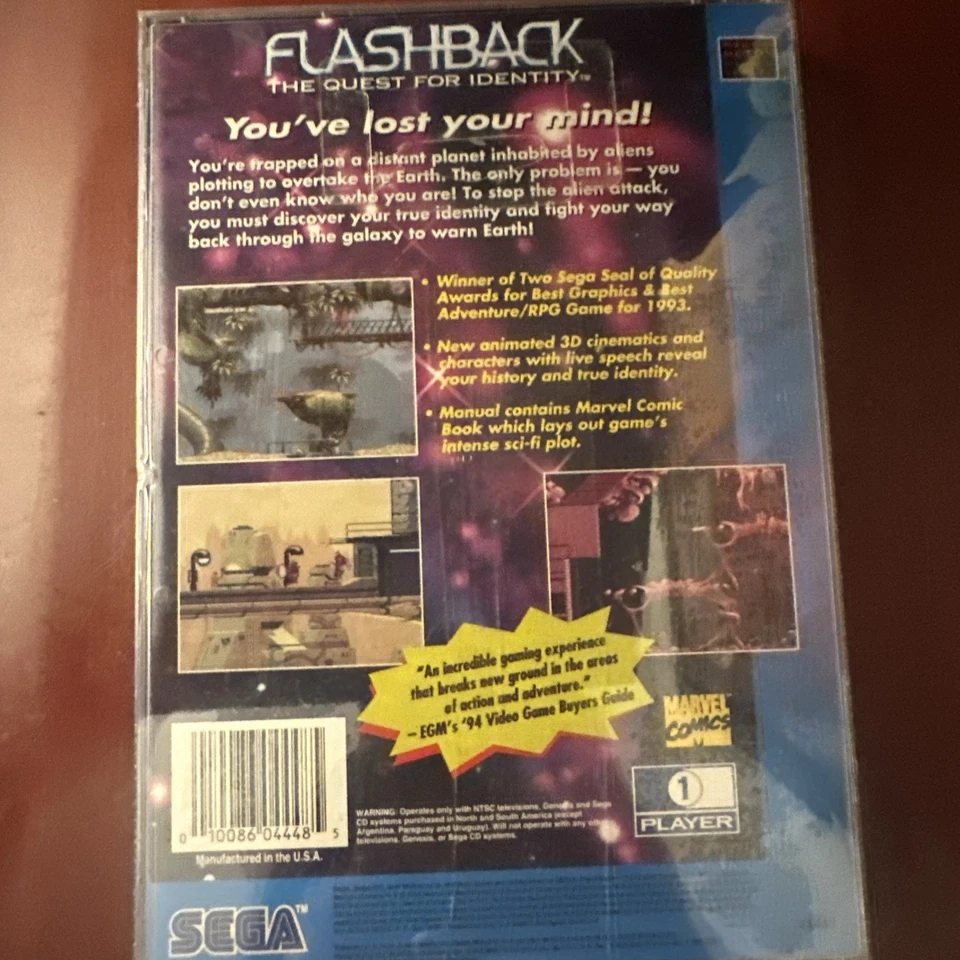 FLASHBACK
THE QUEST FOR IDENTITY™
You've lost your mind!
You're trapped on a distant planet inhabited by aliens
plotting to overtake the Earth. The only problem is — you
don't even know who you are! To stop the alien attack,
you must discover your true identity and fight your way
back through the galaxy to warn Earth!
• Winner of Two Sega Seal of Quality
Awards for Best Graphics & Best
Adventure/RPG Game for 1993.
• New animated 3D cinematics and
characters with live speech reveal
your history and true identity.
• Manual contains Marvel Comic
Book which lays out game's
intense sci-fi plot.
"An incredible gaming experience
that breaks new ground in the areas
of action and adventure."
– EGM's '94 Video Game Buyers Guide
MARVEL™
COMICS
M
1
PLAYER
WARNING: Operates only with NTSC televisions, Genesis and Sega
CD systems purchased in North and South America (except
Argentina, Paraguay and Uruguay). Will not operate with any other
televisions, Genesis, or Sega CD systems.
0 10086 04448 5
Manufactured in the U.S.A.
SEGA™